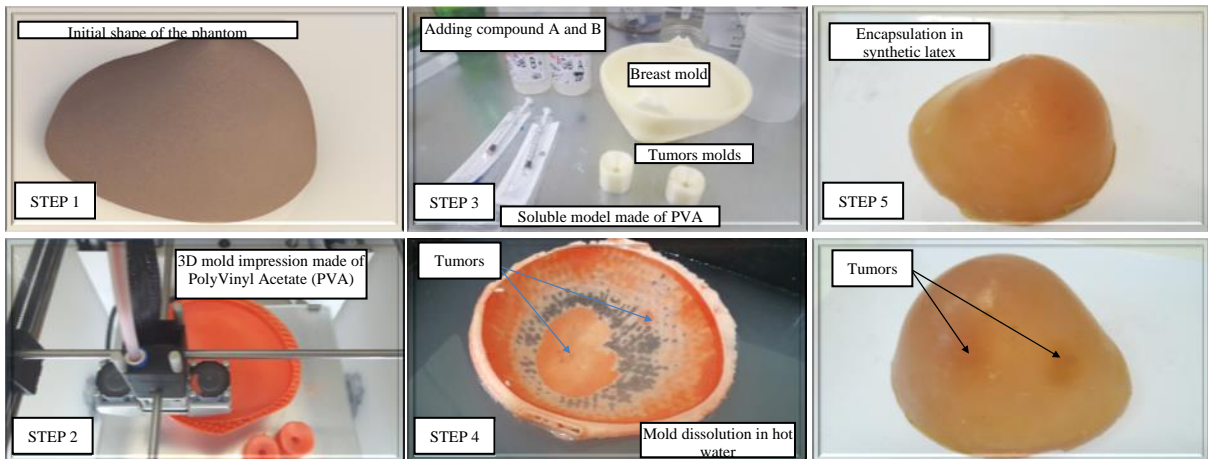 Initial shape of the phantom
STEP 1
Adding compound A and B
Breast mold
Tumors molds
STEP 3
Soluble model made of PVA
Encapsulation in
synthetic latex
STEP 5
3D mold impression made of
PolyVinyl Acetate (PVA)
STEP 2
Tumors
STEP 4
Mold dissolution in hot
water
Tumors